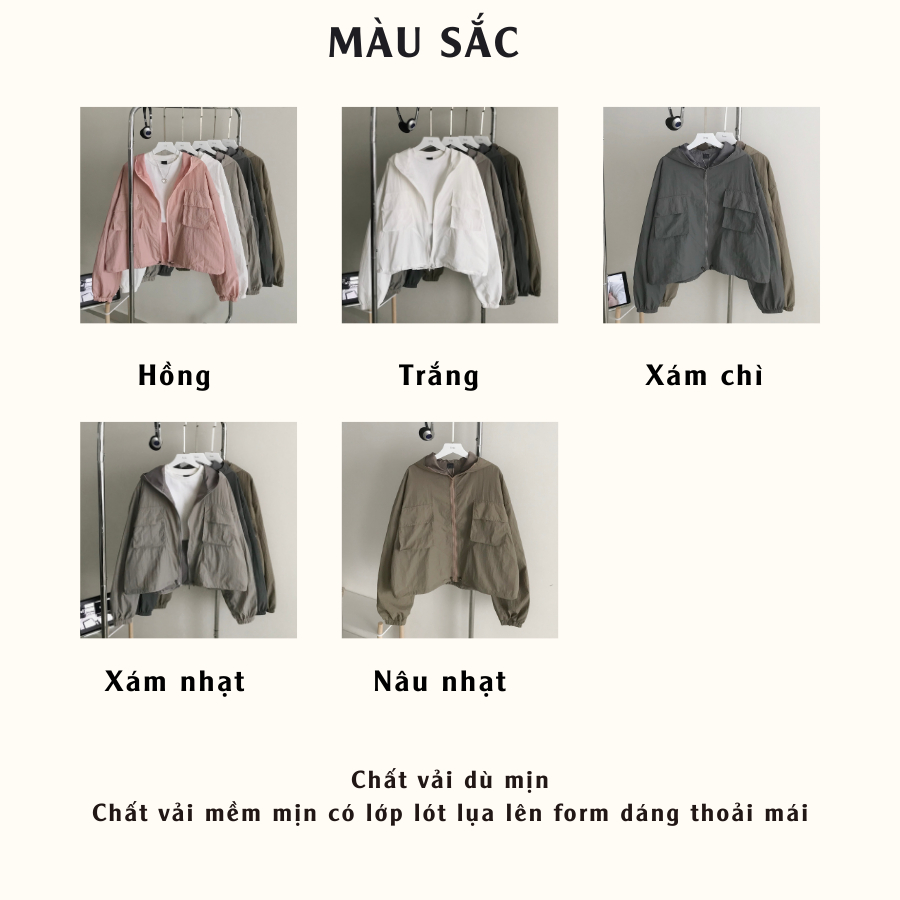 MÀU SẮC
Hồng
Trắng
Xám chì
Xám nhạt
Nâu nhạt
Chất vải dù mịn
Chất vải mềm mịn có lớp lót lụa lên form dáng thoải mái